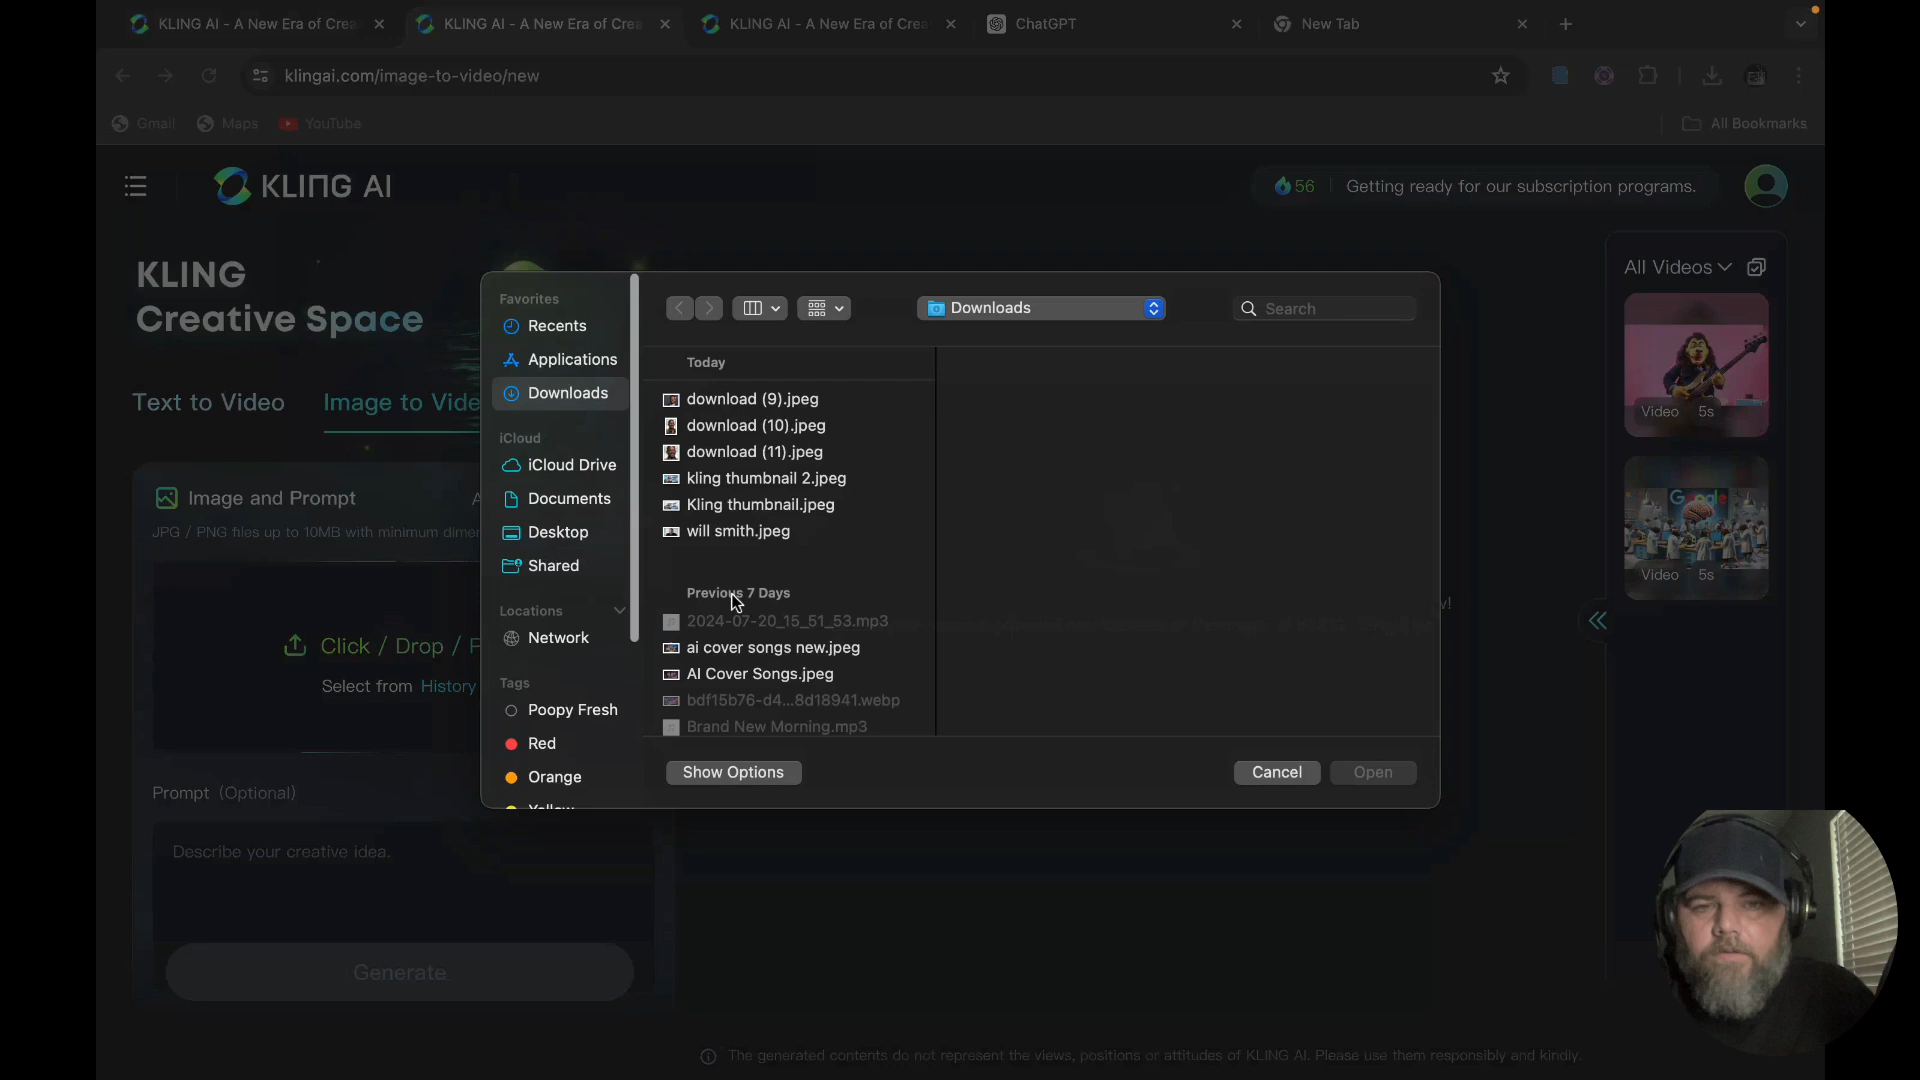 KLING AI - A New Era of Crea
KLING AI - A New Era of Crea
KLING AI - A New Era of Crea
ChatGPT
New Tab
klingai.com/image-to-video/new
Gmail
Maps
YouTube
All Bookmarks
KLING AI
56
Getting ready for our subscription programs.
KLING
Creative Space
Text to Video
Image to Vide
Image and Prompt
JPG / PNG files up to 10MB with minimum dimen
Click / Drop / P
Select from History
Prompt (Optional)
Describe your creative idea.
Generate
Favorites
Recents
Applications
Downloads
iCloud
iCloud Drive
Documents
Desktop
Shared
Locations
Network
Tags
Poopy Fresh
Red
Orange
Yellow
Downloads
Search
Today
download (9).jpeg
download (10).jpeg
download (11).jpeg
kling thumbnail 2.jpeg
Kling thumbnail.jpeg
will smith.jpeg
Previous 7 Days
2024-07-20_15_51_53.mp3
ai cover songs new.jpeg
AI Cover Songs.jpeg
bdf15b76-d4...8d18941.webp
Brand New Morning.mp3
Show Options
Cancel
Open
All Videos
Video 5s
Google
Video 5s
The generated contents do not represent the views, positions or attitudes of KLING AI. Please use them responsibly and kindly.